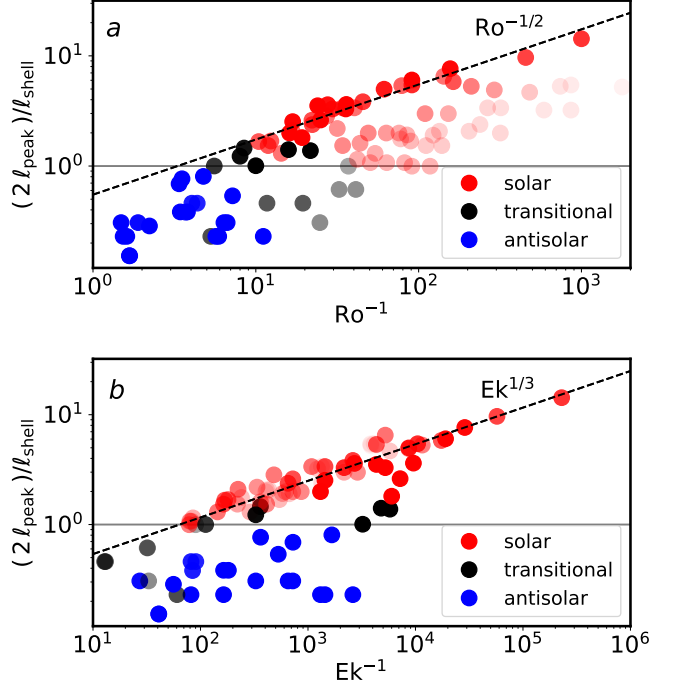 a
Ro^{-1/2}
(2 ℓ_peak)/ℓ_shell
10^1
10^0
solar
transitional
antisolar
10^0 10^1 10^2 10^3
Ro^{-1}
b
Ek^{1/3}
(2 ℓ_peak)/ℓ_shell
10^1
10^0
solar
transitional
antisolar
10^1 10^2 10^3 10^4 10^5 10^6
Ek^{-1}